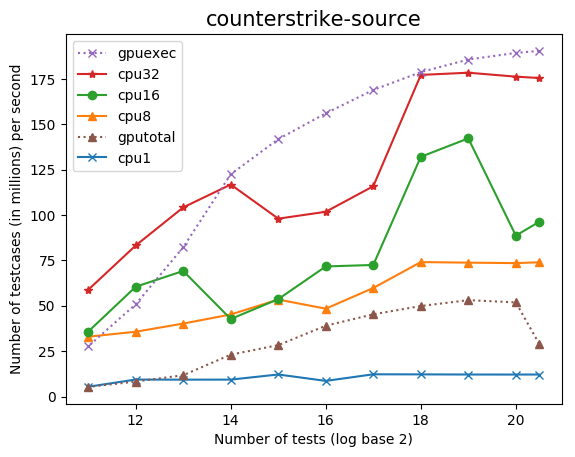 counterstrike-source
Number of testcases (in millions) per second
175
150
125
100
75
50
25
0
gpuexec
cpu32
cpu16
cpu8
gputotal
cpu1
12 14 16 18 20
Number of tests (log base 2)